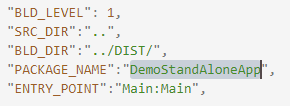 "BLD_LEVEL": 1,
"SRC_DIR":"..",
"BLD_DIR":"../DIST/",
"PACKAGE_NAME":"DemoStandAloneApp",
"ENTRY_POINT":"Main:Main",